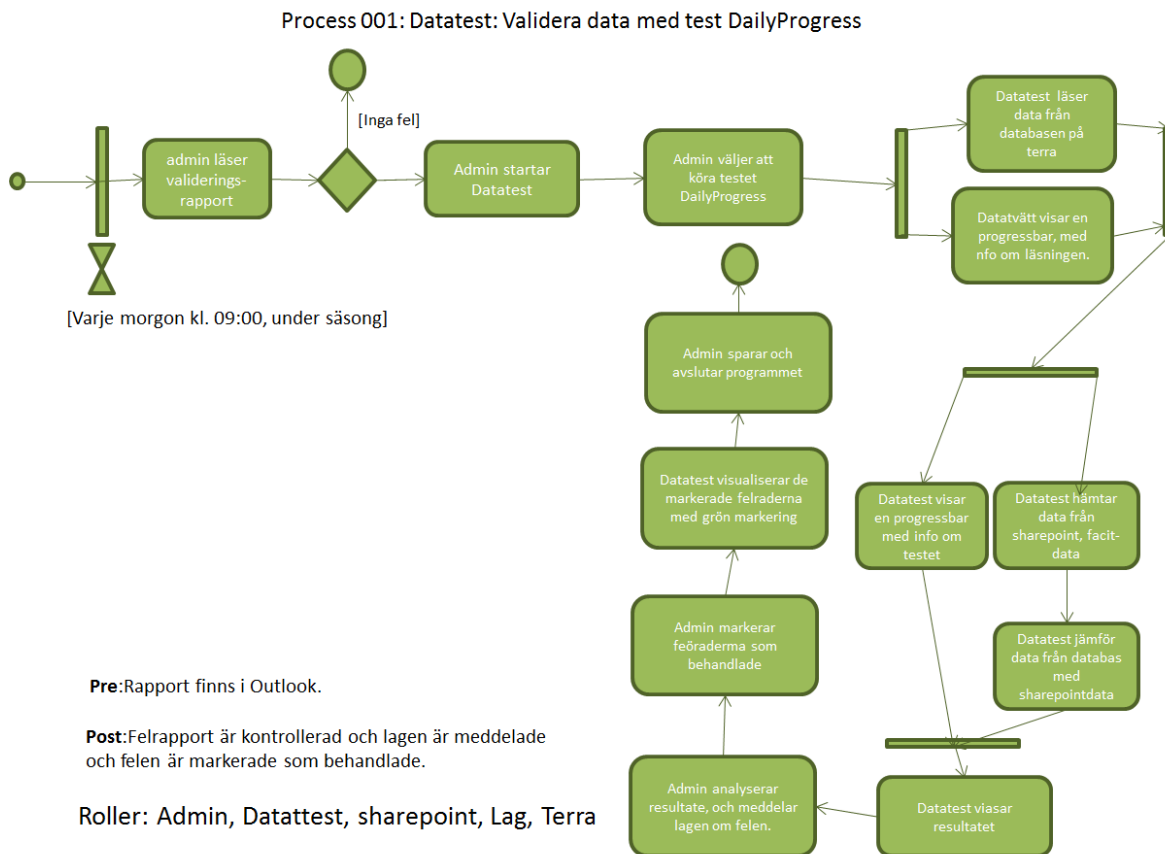 Process 001: Datatest: Validera data med test DailyProgress
[Inga fel]
admin läser
validerings-
rapport
Admin startar
Datatest
Admin väljer att
köra testet
DailyProgress
Datatest läser
data från
databasen på
terra
Datatvätt visar en
progressbar, med
nfo om läsningen.
[Varje morgon kl. 09:00, under säsong]
Datatest visar
en progressbar
med info om
testet
Datatest hämtar
data från
sharepoint, facit-
data
Datatest jämför
data från databas
med
sharepointdata
Datatest viasar
resultatet
Admin analyserar
resultate, och meddelar
lagen om felen.
Admin markerar
feöraderma som
behandlade
Datatest visualiserar de
markerade felraderna
med grön markering
Admin sparar och
avslutar programmet
Pre:Rapport finns i Outlook.
Post:Felrapport är kontrollerad och lagen är meddelade
och felen är markerade som behandlade.
Roller: Admin, Datattest, sharepoint, Lag, Terra